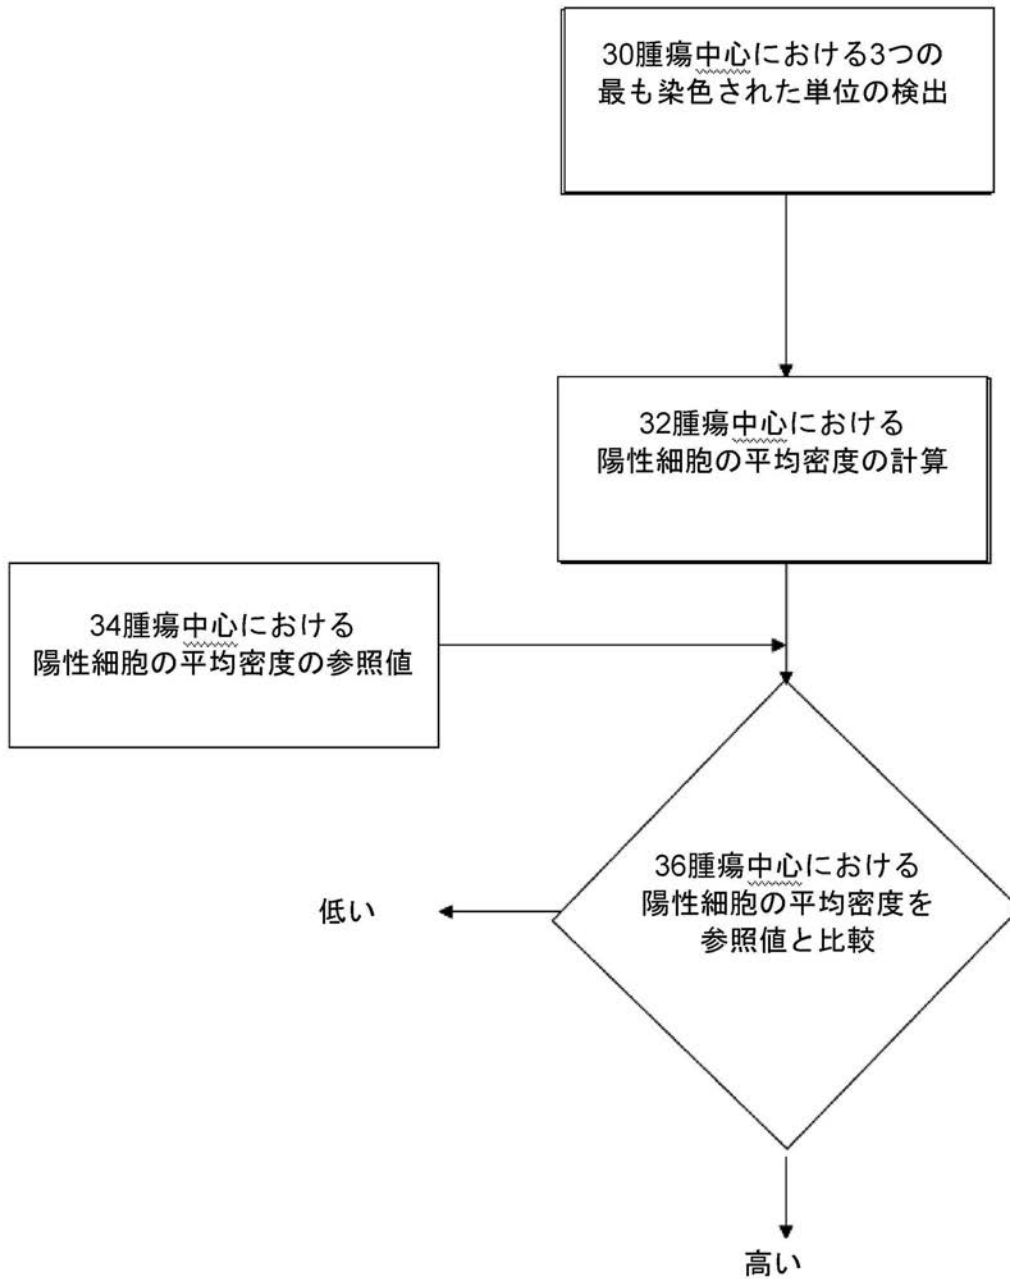 30腫瘍中心における3つの
最も染色された単位の検出
32腫瘍中心における
陽性細胞の平均密度の計算
34腫瘍中心における
陽性細胞の平均密度の参照値
36腫瘍中心における
陽性細胞の平均密度を
参照値と比較
低い
高い